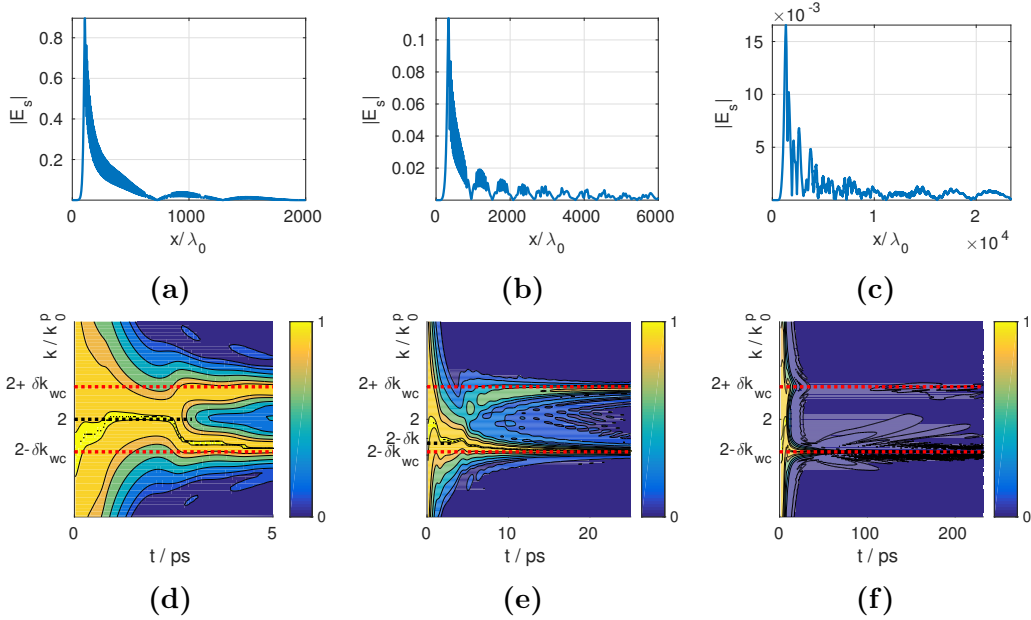 |E_s|
0.8
0.6
0.4
0.2
0 1000 2000
x/ λ_0
(a)
|E_s|
0.1
0.08
0.06
0.04
0.02
0 2000 4000 6000
x/ λ_0
(b)
×10^-3
|E_s|
15
10
5
0 1 2
x/ λ_0 ×10^4
(c)
k / k_0^p
2+ δk_wc
2
2- δk_wc
0 5
t / ps
1
0
(d)
k / k_0^p
2+ δk_wc
2
2-δk
2-δk_wc
0 10 20
t / ps
1
0
(e)
k / k_0^p
2+ δk_wc
2
2-δk_wc
0 100 200
t / ps
1
0
(f)